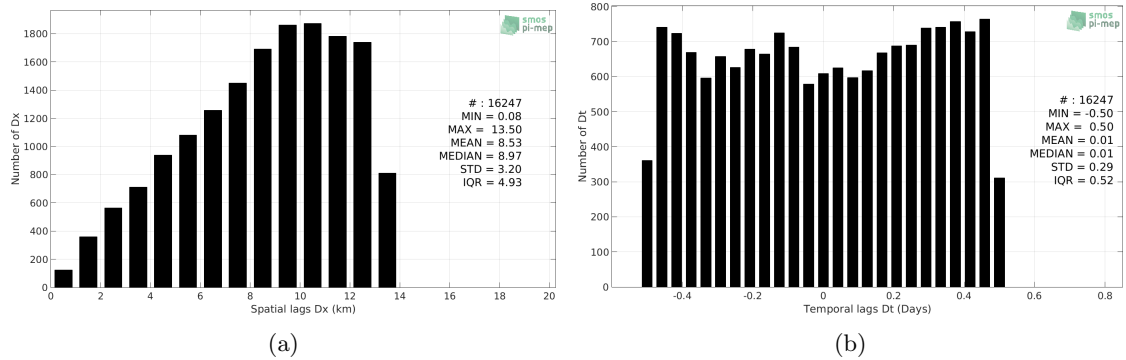 smos
pi-mep
1800
1600
1400
1200
1000
800
600
400
200
0
Number of Dx
# : 16247
MIN = 0.08
MAX = 13.50
MEAN = 8.53
MEDIAN = 8.97
STD = 3.20
IQR = 4.93
0 2 4 6 8 10 12 14 16 18 20
Spatial lags Dx (km)
(a)
smos
pi-mep
800
700
600
500
400
300
200
100
0
Number of Dt
# : 16247
MIN = -0.50
MAX = 0.50
MEAN = 0.01
MEDIAN = 0.01
STD = 0.29
IQR = 0.52
-0.4 -0.2 0 0.2 0.4 0.6 0.8
Temporal lags Dt (Days)
(b)